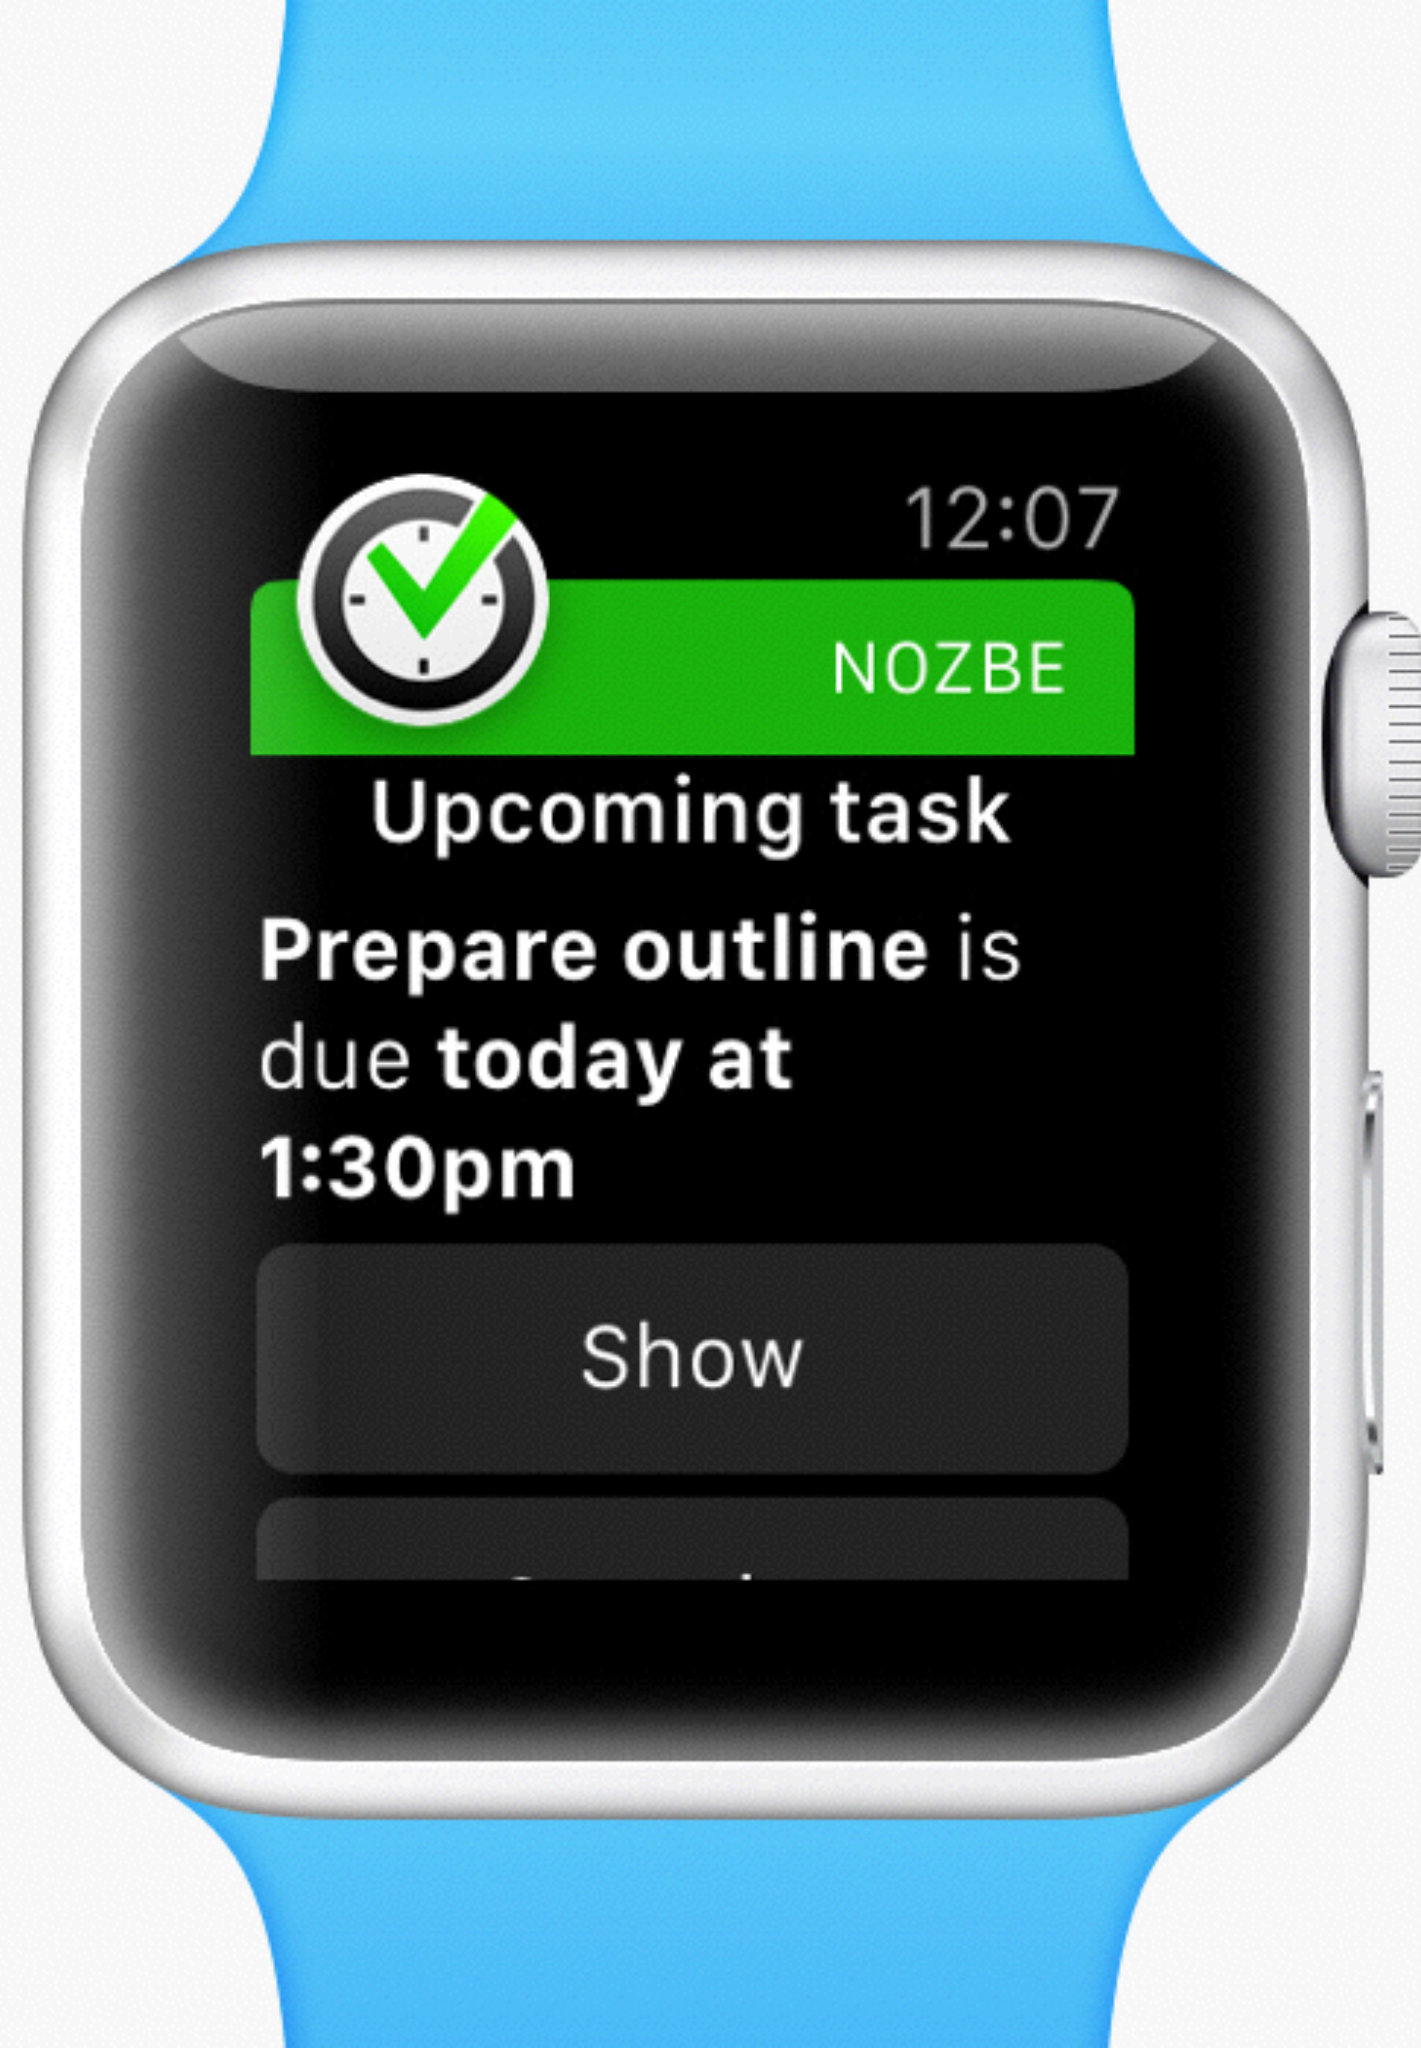 12:07
NOZBE
Upcoming task
Prepare outline is
due today at
1:30pm
Show